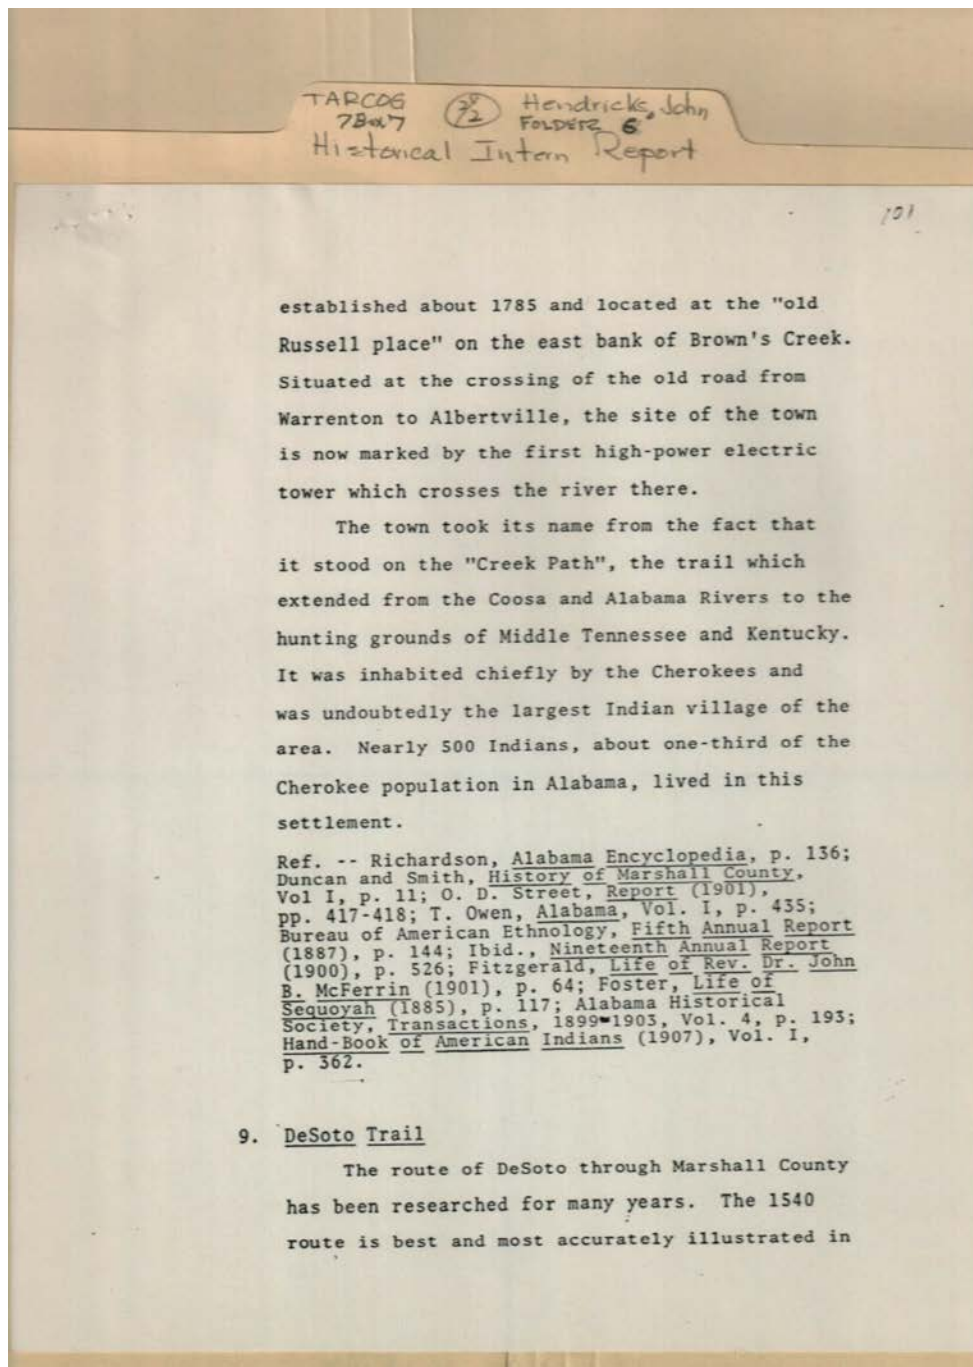 TARCOG
7Box7
Hendricks, John
FOLDER 6
Historical Intern Report
101
established about 1785 and located at the "old
Russell place" on the east bank of Brown's Creek.
Situated at the crossing of the old road from
Warrenton to Albertville, the site of the town
is now marked by the first high-power electric
tower which crosses the river there.
The town took its name from the fact that
it stood on the "Creek Path", the trail which
extended from the Coosa and Alabama Rivers to the
hunting grounds of Middle Tennessee and Kentucky.
It was inhabited chiefly by the Cherokees and
was undoubtedly the largest Indian village of the
area. Nearly 500 Indians, about one-third of the
Cherokee population in Alabama, lived in this
settlement.
Ref. -- Richardson, Alabama Encyclopedia, p. 136;
Duncan and Smith, History of Marshall County,
Vol I, p. 11; O. D. Street, Report (1901),
pp. 417-418; T. Owen, Alabama, Vol. I, p. 435;
Bureau of American Ethnology, Fifth Annual Report
(1887), p. 144; Ibid., Nineteenth Annual Report
(1900), p. 526; Fitzgerald, Life of Rev. Dr. John
B. McFerrin (1901), p. 64; Foster, Life of
Sequoyah (1885), p. 117; Alabama Historical
Society, Transactions, 1899-1903, Vol. 4, p. 193;
Hand-Book of American Indians (1907), Vol. I,
p. 362.
9. DeSoto Trail
The route of DeSoto through Marshall County
has been researched for many years. The 1540
route is best and most accurately illustrated in